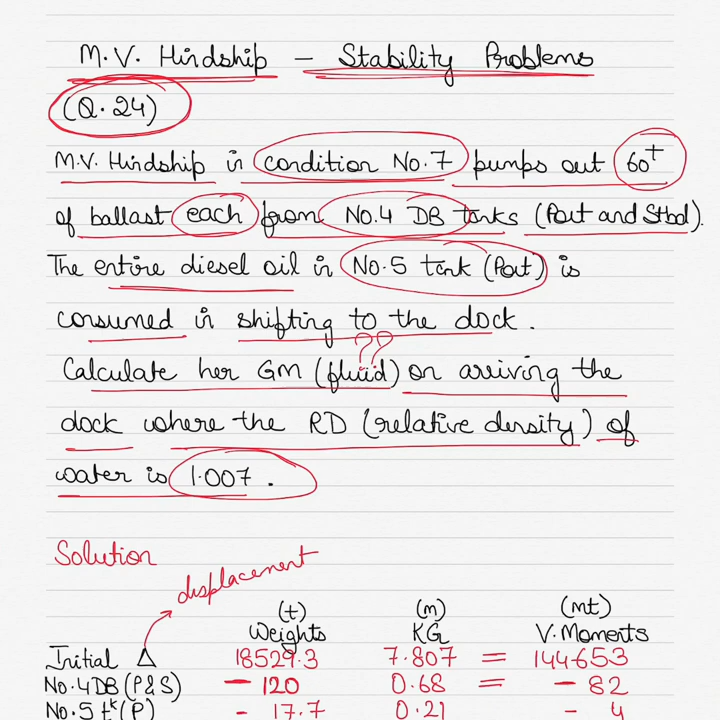 M.V. Hindship - Stability Problems
(Q.24)
M.V. Hindship in condition No.7 pumps out 60t
of ballast each from No.4 DB tanks (Port and Stbd).
The entire diesel oil in No.5 tank (Port) is
consumed in shifting to the dock.
??
Calculate her GM (fluid) on arriving the
dock where the RD (relative density) of
water is 1.007.
Solution
displacement
(t) (m) (mt)
Weights KG V.Moments
Initial Δ 18529.3 7.807 = 144653
No.4DB (P&S) - 120 0.68 = - 82
No.5 tk (P) - 17.7 0.21 - 4